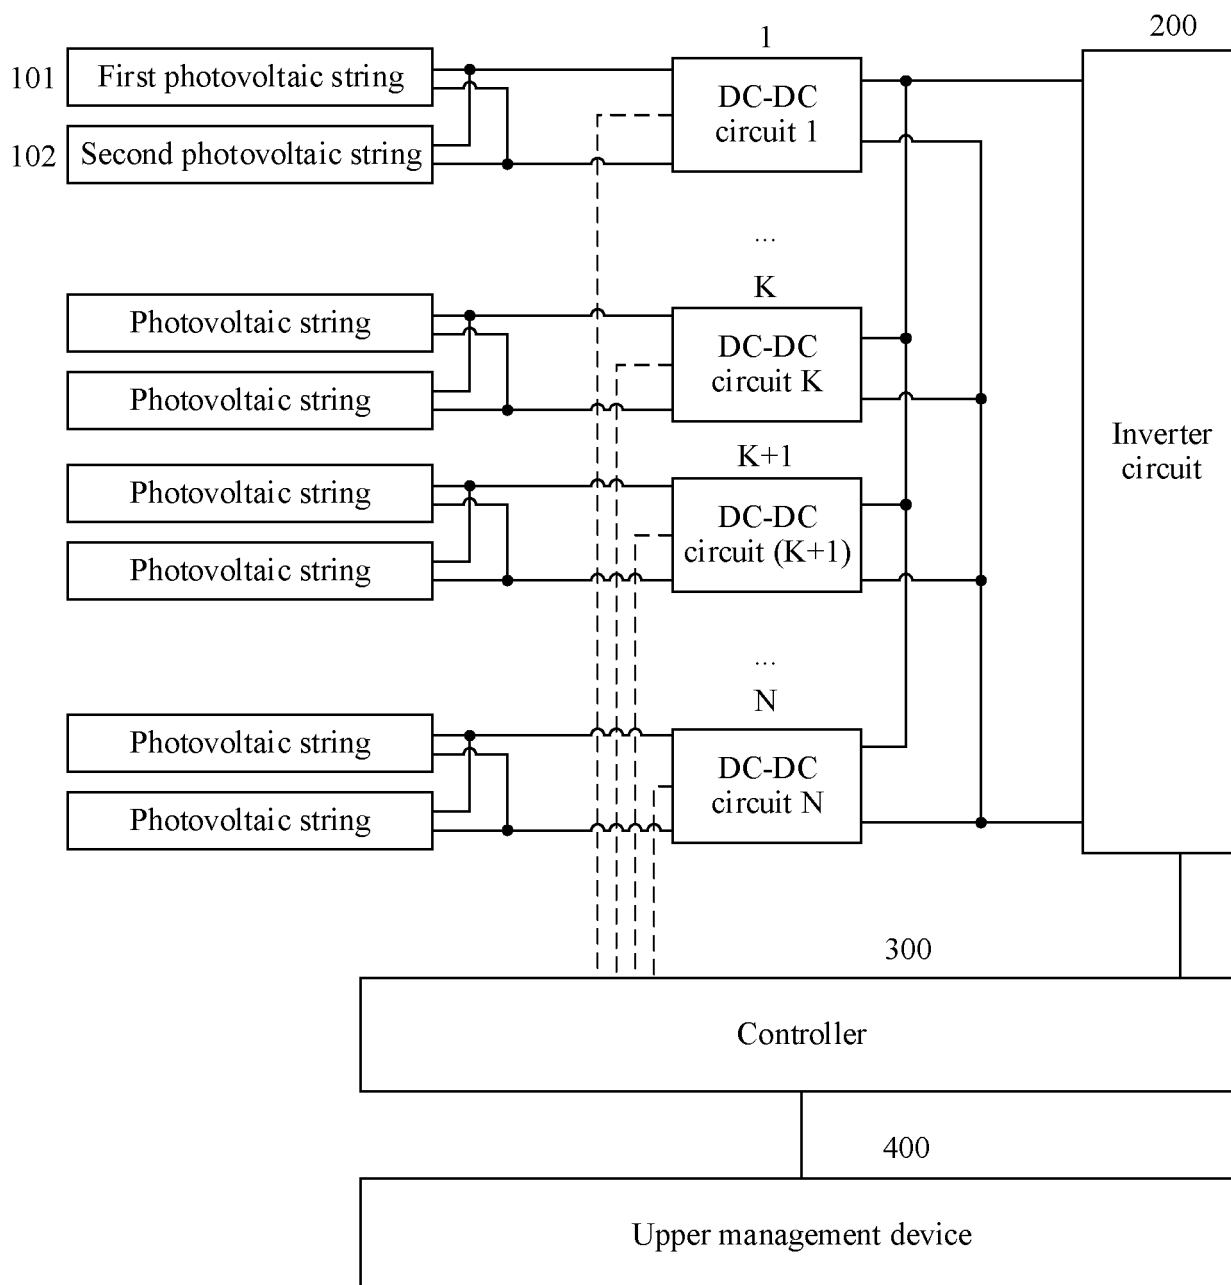 200
1
101
First photovoltaic string
DC-DC
circuit 1
102
Second photovoltaic string
...
K
Photovoltaic string
DC-DC
circuit K
Photovoltaic string
Inverter
circuit
K+1
Photovoltaic string
DC-DC
circuit (K+1)
Photovoltaic string
...
N
Photovoltaic string
DC-DC
circuit N
Photovoltaic string
300
Controller
400
Upper management device